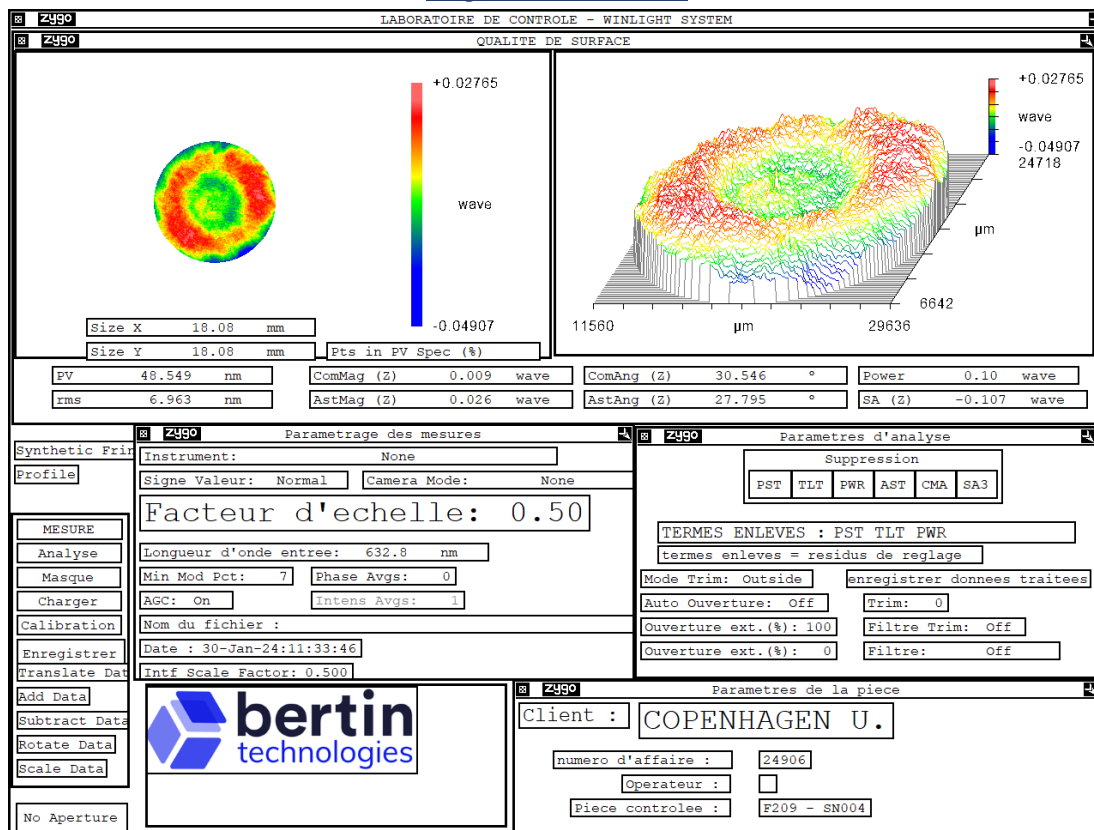 zygo LABORATOIRE DE CONTROLE - WINLIGHT SYSTEM
zygo QUALITE DE SURFACE
+0.02765
wave
-0.04907
+0.02765
wave
-0.04907
24718
µm
6642
11560 µm 29636
Size X 18.08 mm
Size Y 18.08 mm
Pts in PV Spec (%)
PV 48.549 nm
ComMag (Z) 0.009 wave
ComAng (Z) 30.546 °
Power 0.10 wave
rms 6.963 nm
AstMag (Z) 0.026 wave
AstAng (Z) 27.795 °
SA (Z) -0.107 wave
Synthetic Frin
Profile
MESURE
Analyse
Masque
Charger
Calibration
Enregistrer
Translate Dat
Add Data
Subtract Data
Rotate Data
Scale Data
No Aperture
zygo Parametrage des mesures
Instrument: None
Signe Valeur: Normal
Camera Mode: None
Facteur d'echelle: 0.50
Longueur d'onde entree: 632.8 nm
Min Mod Pct: 7
Phase Avgs: 0
AGC: On
Intens Avgs: 1
Nom du fichier :
Date : 30-Jan-24:11:33:46
Intf Scale Factor: 0.500
zygo Parametres d'analyse
Suppression
PST TLT PWR AST CMA SA3
TERMES ENLEVES : PST TLT PWR
termes enleves = residus de reglage
Mode Trim: Outside
enregistrer donnees traitees
Auto Ouverture: Off
Trim: 0
Ouverture ext.(%): 100
Filtre Trim: Off
Ouverture ext.(%): 0
Filtre: Off
bertin
technologies
zygo Parametres de la piece
Client : COPENHAGEN U.
numero d'affaire : 24906
Operateur :
Piece controlee : F209 - SN004